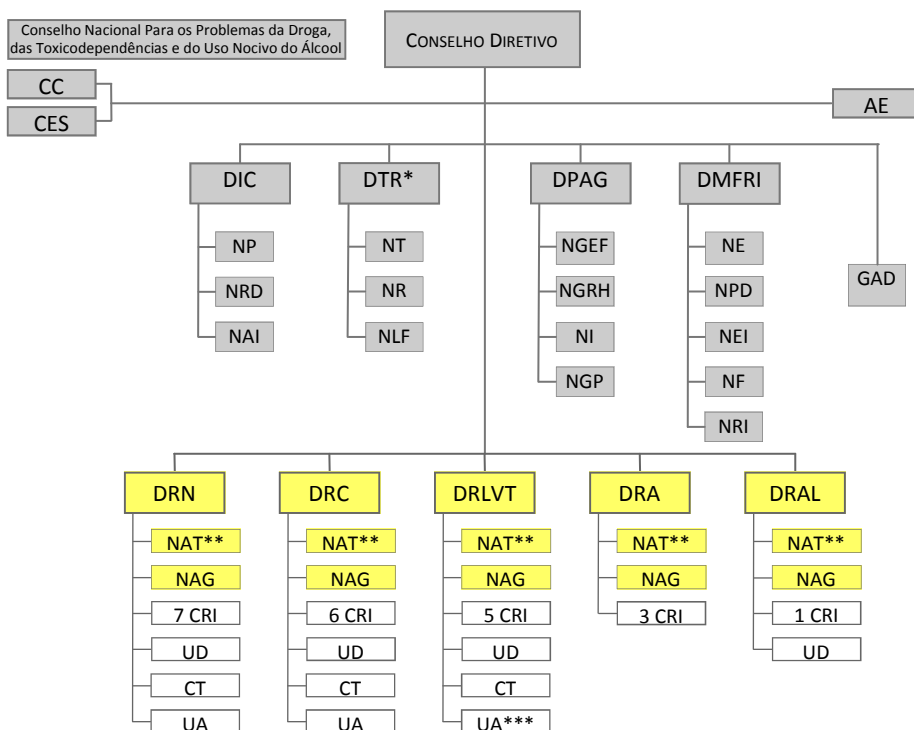 Conselho Nacional Para os Problemas da Droga,
das Toxicodependências e do Uso Nocivo do Álcool
CONSELHO DIRETIVO
CC
CES
AE
DIC
NP
NRD
NAI
DTR*
NT
NR
NLF
DPAG
NGEF
NGRH
NI
NGP
DMFRI
NE
NPD
NEI
NF
NRI
GAD
DRN
NAT**
NAG
7 CRI
UD
CT
UA
DRC
NAT**
NAG
6 CRI
UD
CT
UA
DRLVT
NAT**
NAG
5 CRI
UD
CT
UA***
DRA
NAT**
NAG
3 CRI
DRAL
NAT**
NAG
1 CRI
UD